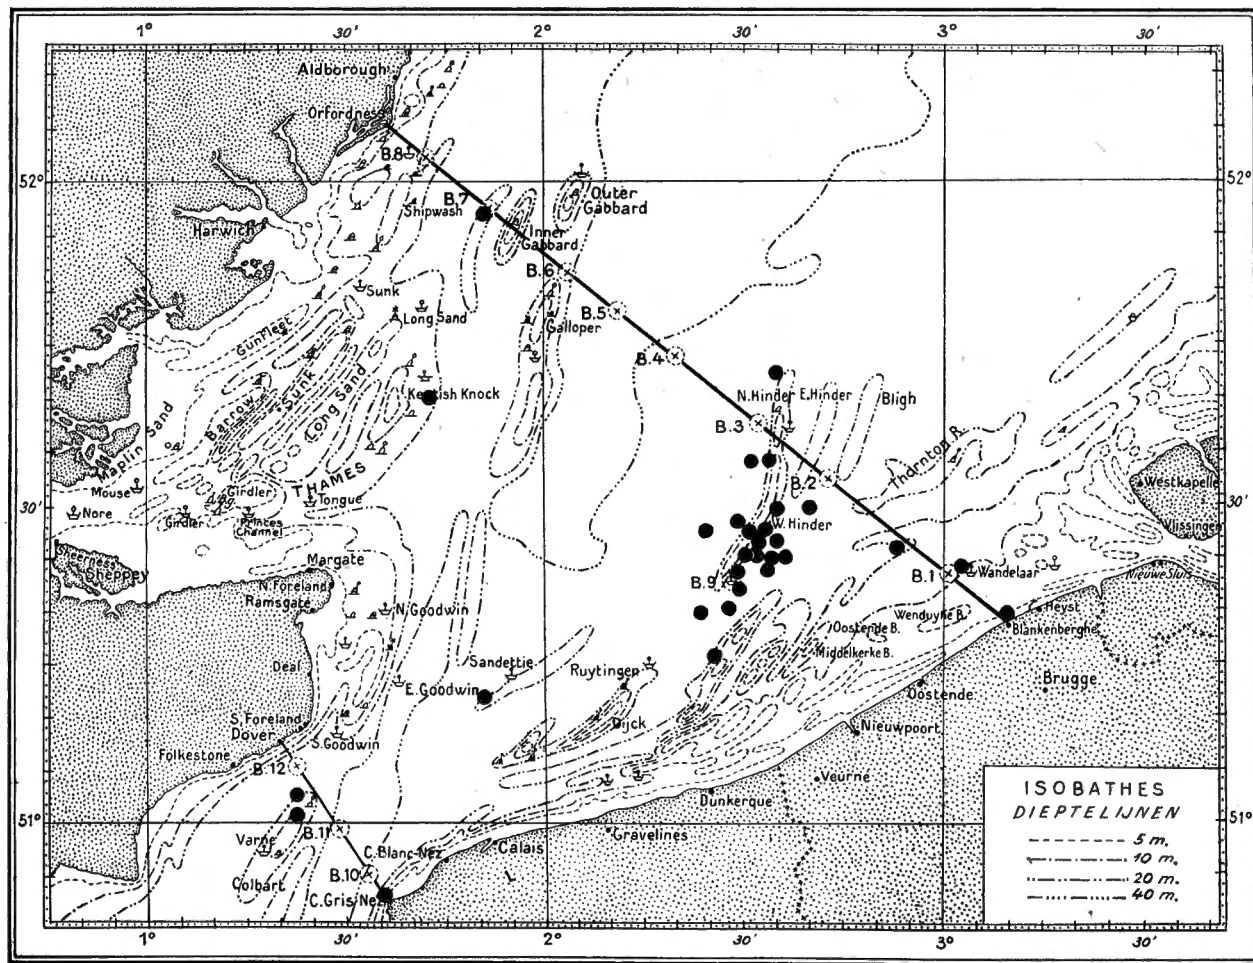 1° 30' 2° 30' 3° 30'
Aldborough
Orfordness
B.8
52° 52°
B.7
Outer
Gabbard
Shipwash
Inner
Gabbard
Harwich
B.6
Sunk
B.5
Long Sand
Galloper
Gunfleet
B.4
Kentish Knock
N.Hinder E.Hinder
Bligh
Sunk
Barrow
Long Sand
B.3
Maplin Sand
Thornton R.
THAMES
B.2
Westkapelle
Mouse
Girdler
Tongue
30' 30'
Nore
Girdler
Princes
Channel
W.Hinder
Vlissingen
Sheerness
Sheppey
Margate
B.9
B.1
Wandelaar
Nieuwe Sluis
N.Foreland
Ramsgate
N.Goodwin
Wenduyne B.
Heyst
Blankenberghe
Oostende B.
Middelkerke B.
Deal
Sandettie
Ruytingen
E.Goodwin
Oostende
Brugge
S.Foreland
Dover
S.Goodwin
Dijck
Nieuwpoort
Folkestone
B.12
Veurne
Dunkerque
ISOBATHES
DIEPTELIJNEN
5 m.
10 m.
20 m.
40 m.
51° 51°
B.11
Gravelines
Varne
C.Blanc-Nez
Calais
Colbart
B.10
C.Gris-Nez
1° 30' 2° 30' 3° 30'